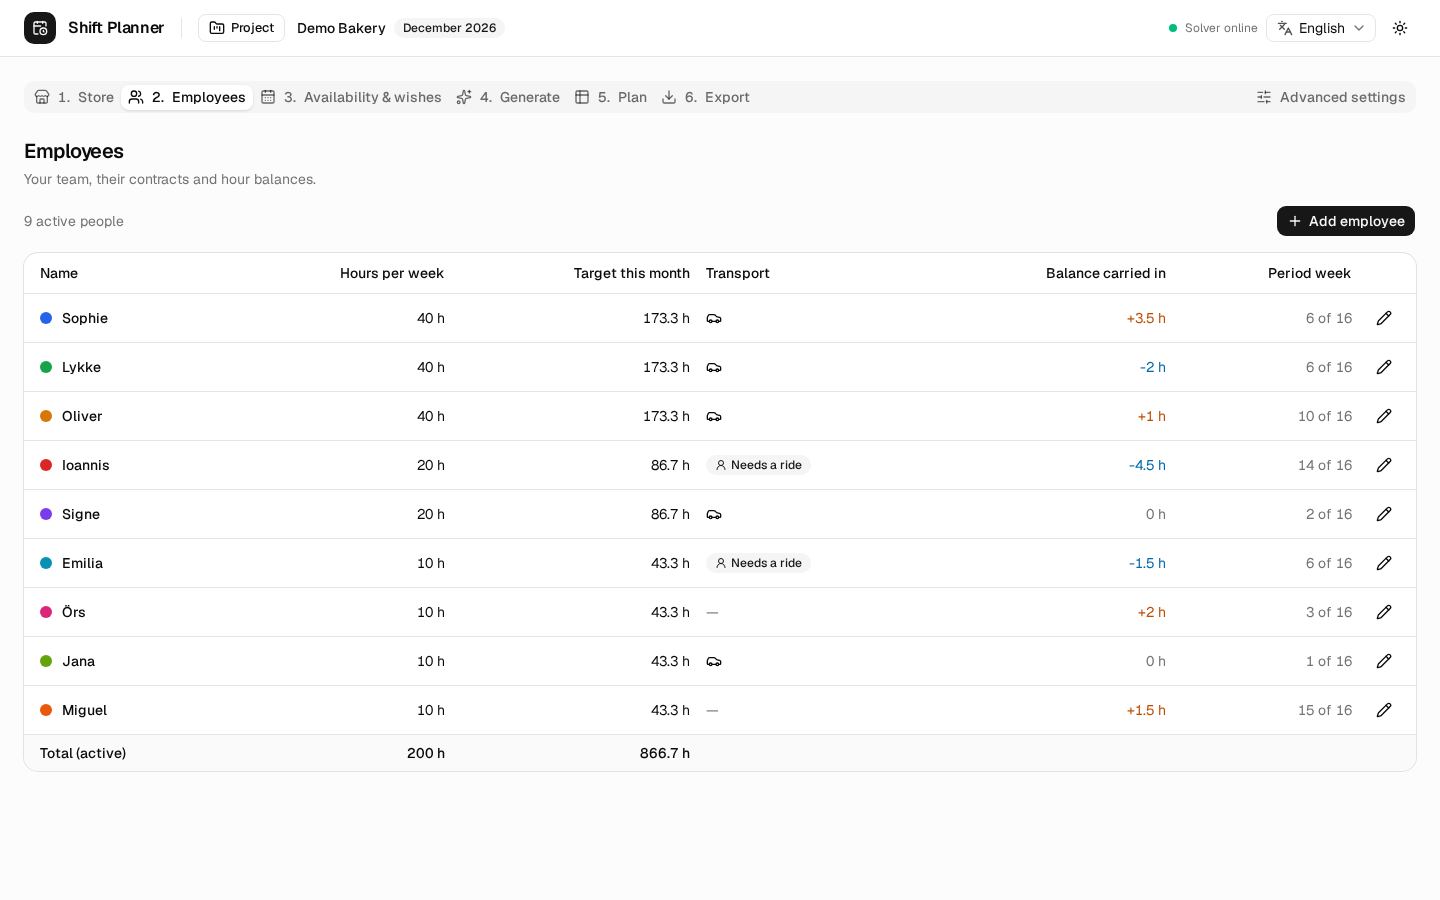 Shift Planner Project Demo Bakery December 2026 Solver online English
1. Store 2. Employees 3. Availability & wishes 4. Generate 5. Plan 6. Export Advanced settings
Employees
Your team, their contracts and hour balances.
9 active people Add employee
Name Hours per week Target this month Transport Balance carried in Period week
Sophie 40 h 173.3 h +3.5 h 6 of 16
Lykke 40 h 173.3 h -2 h 6 of 16
Oliver 40 h 173.3 h +1 h 10 of 16
Ioannis 20 h 86.7 h Needs a ride -4.5 h 14 of 16
Signe 20 h 86.7 h 0 h 2 of 16
Emilia 10 h 43.3 h Needs a ride -1.5 h 6 of 16
Örs 10 h 43.3 h — +2 h 3 of 16
Jana 10 h 43.3 h 0 h 1 of 16
Miguel 10 h 43.3 h — +1.5 h 15 of 16
Total (active) 200 h 866.7 h